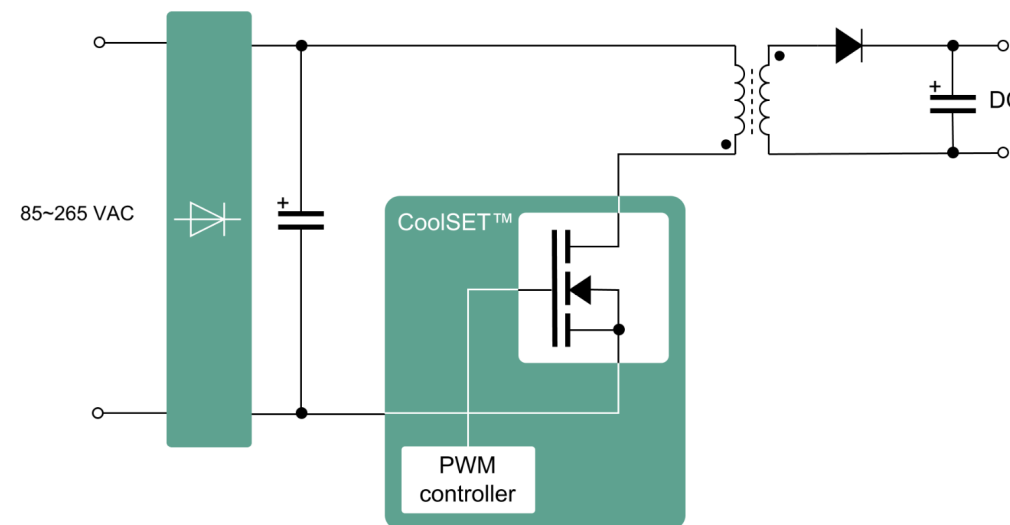 85~265 VAC
+
+
CoolSET™
PWM
controller